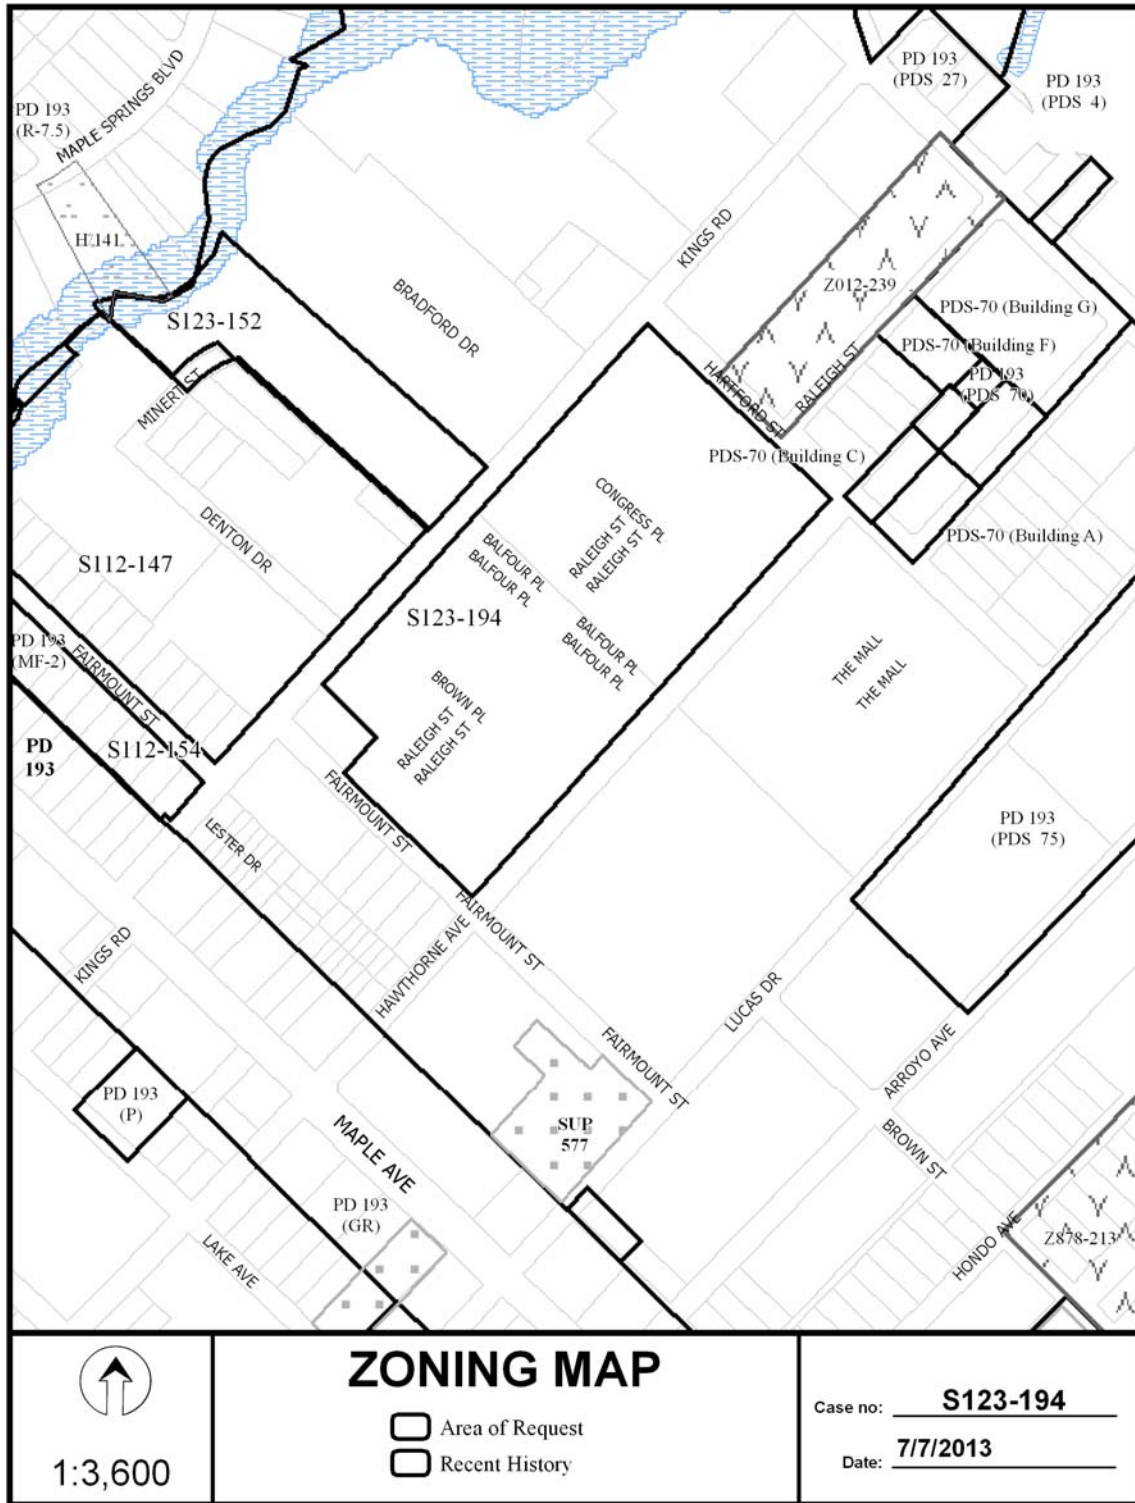 PD 193
(PDS 27)
PD 193
(PDS 4)
PD 193
(R-7.5)
MAPLE SPRINGS BLVD
H/141
KINGS RD
Z012-239
S123-152
BRADFORD DR
PDS-70 (Building G)
PDS-70 (Building F)
PD 193
(PDS 70)
MINERT ST
HARTFORD ST
RALEIGH ST
PDS-70 (Building C)
CONGRESS PL
RALEIGH ST
RALEIGH ST
DENTON DR
BALFOUR PL
BALFOUR PL
PDS-70 (Building A)
S112-147
S123-194
BALFOUR PL
BALFOUR PL
PD 193
(MF-2)
FAIRMOUNT ST
THE MALL
THE MALL
BROWN PL
RALEIGH ST
RALEIGH ST
PD
193
S112-154
FAIRMOUNT ST
PD 193
(PDS 75)
LESTER DR
FAIRMOUNT ST
HAWTHORNE AVE
KINGS RD
LUCAS DR
FAIRMOUNT ST
ARROYO AVE
PD 193
(P)
MAPLE AVE
SUP
577
BROWN ST
PD 193
(GR)
LAKE AVE
HONDO AVE
Z878-213
1:3,600
ZONING MAP
Area of Request
Recent History
Case no: S123-194
Date: 7/7/2013